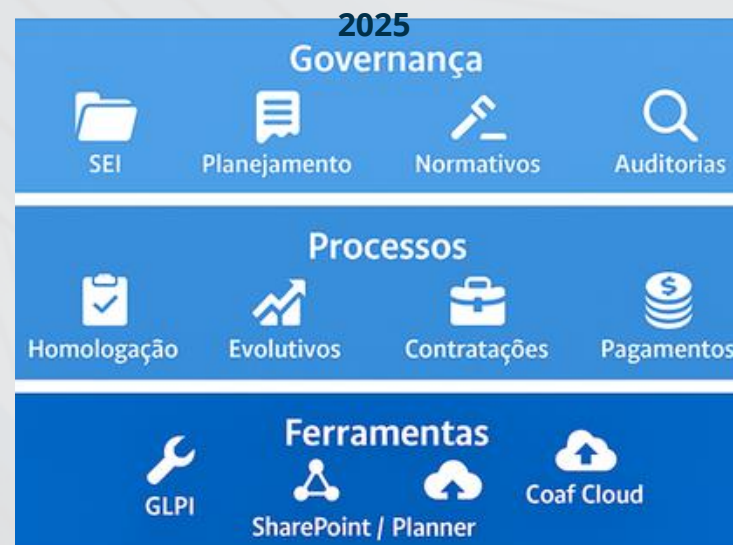 2025
Governança
SEI Planejamento Normativos Auditorias
Processos
$
Homologação Evolutivos Contratações Pagamentos
Ferramentas
GLPI SharePoint / Planner Coaf Cloud